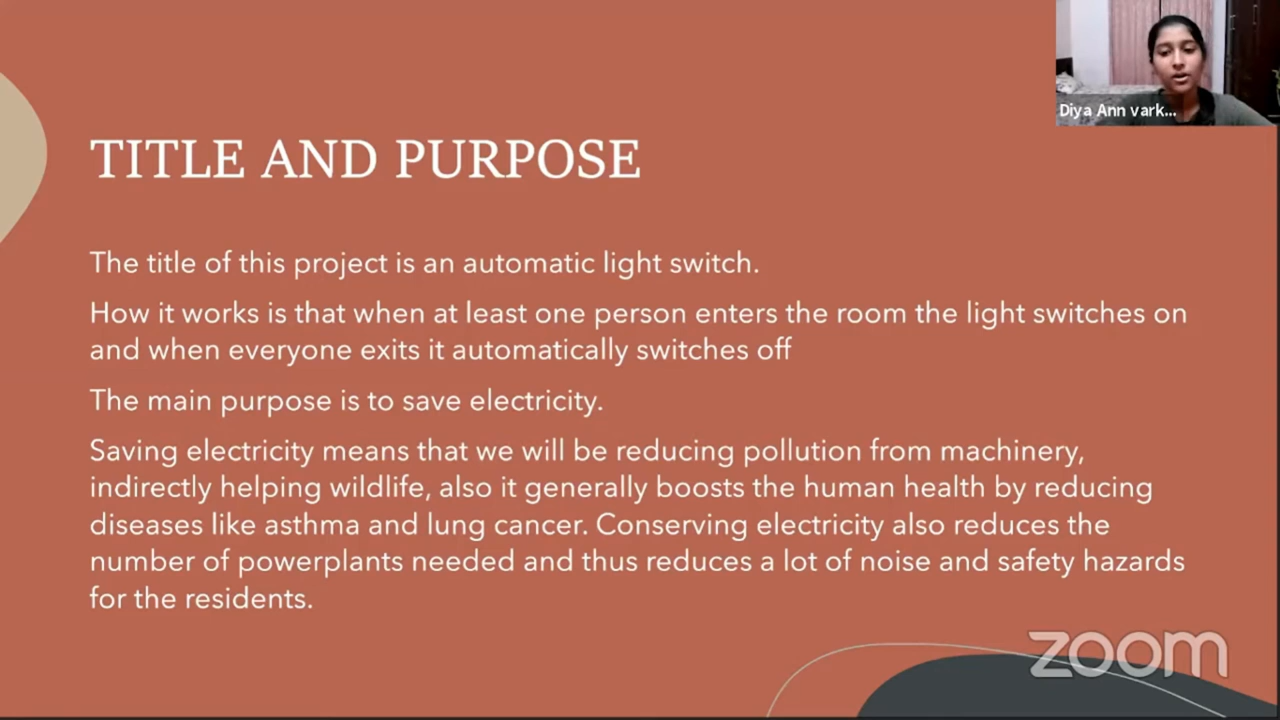 Diya Ann vark...
TITLE AND PURPOSE
The title of this project is an automatic light switch.
How it works is that when at least one person enters the room the light switches on
and when everyone exits it automatically switches off
The main purpose is to save electricity.
Saving electricity means that we will be reducing pollution from machinery,
indirectly helping wildlife, also it generally boosts the human health by reducing
diseases like asthma and lung cancer. Conserving electricity also reduces the
number of powerplants needed and thus reduces a lot of noise and safety hazards
for the residents.
zoom